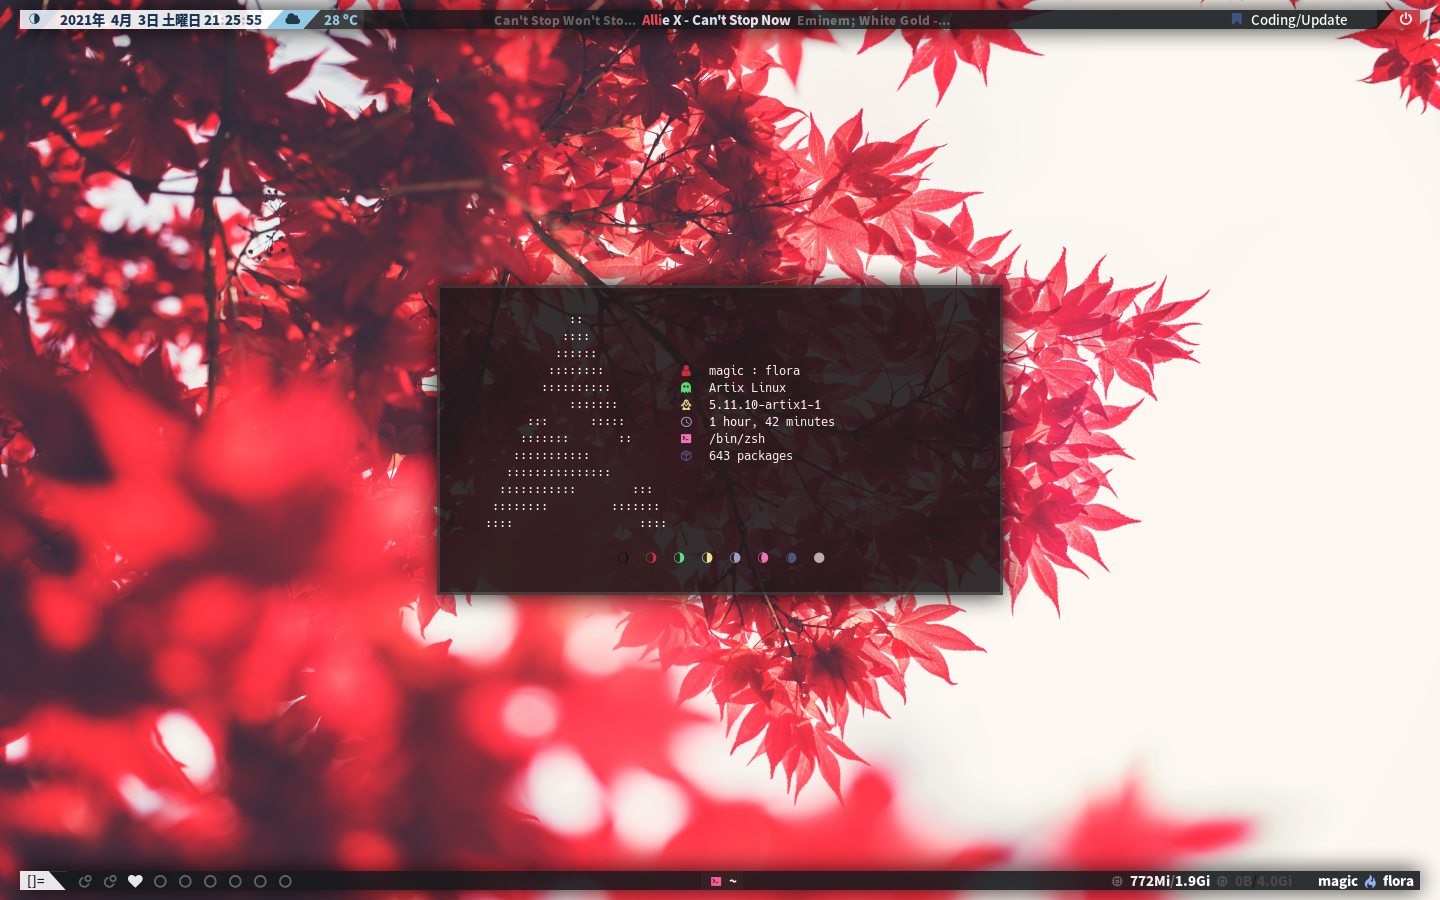 2021年 4月 3日 土曜日 21:25:55
28 °C
Can't Stop Won't Sto... Allie X - Can't Stop Now Eminem; White Gold -...
Coding/Update
magic : flora
Artix Linux
5.11.10-artix1-1
1 hour, 42 minutes
/bin/zsh
643 packages
[]=
~
772Mi/1.9Gi
0B/4.0Gi
magic flora